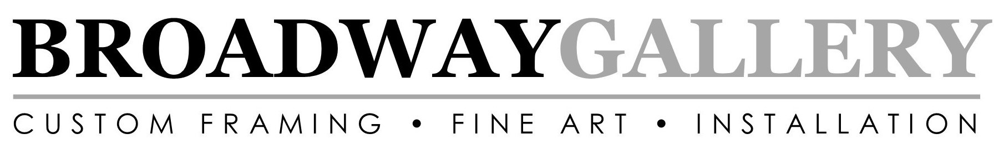 BROADWAYGALLERY
CUSTOM FRAMING • FINE ART • INSTALLATION